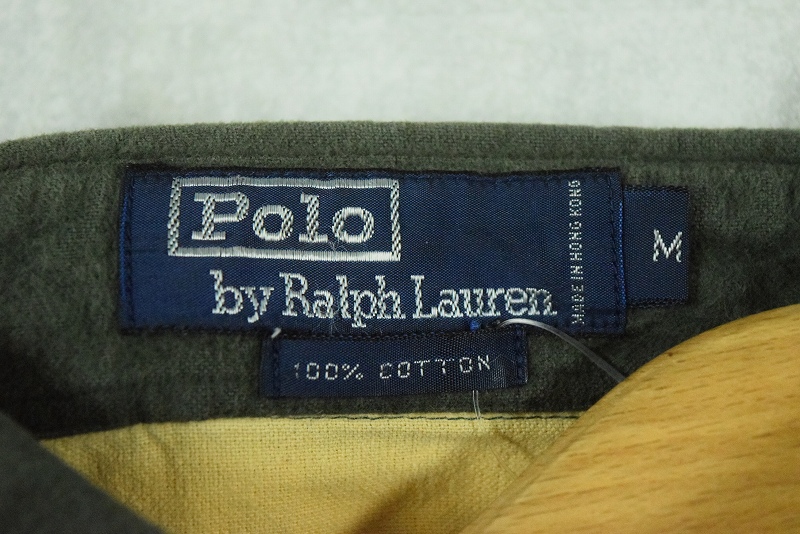 Polo
by Ralph Lauren
MADE IN HONG KONG
M
100% COTTON